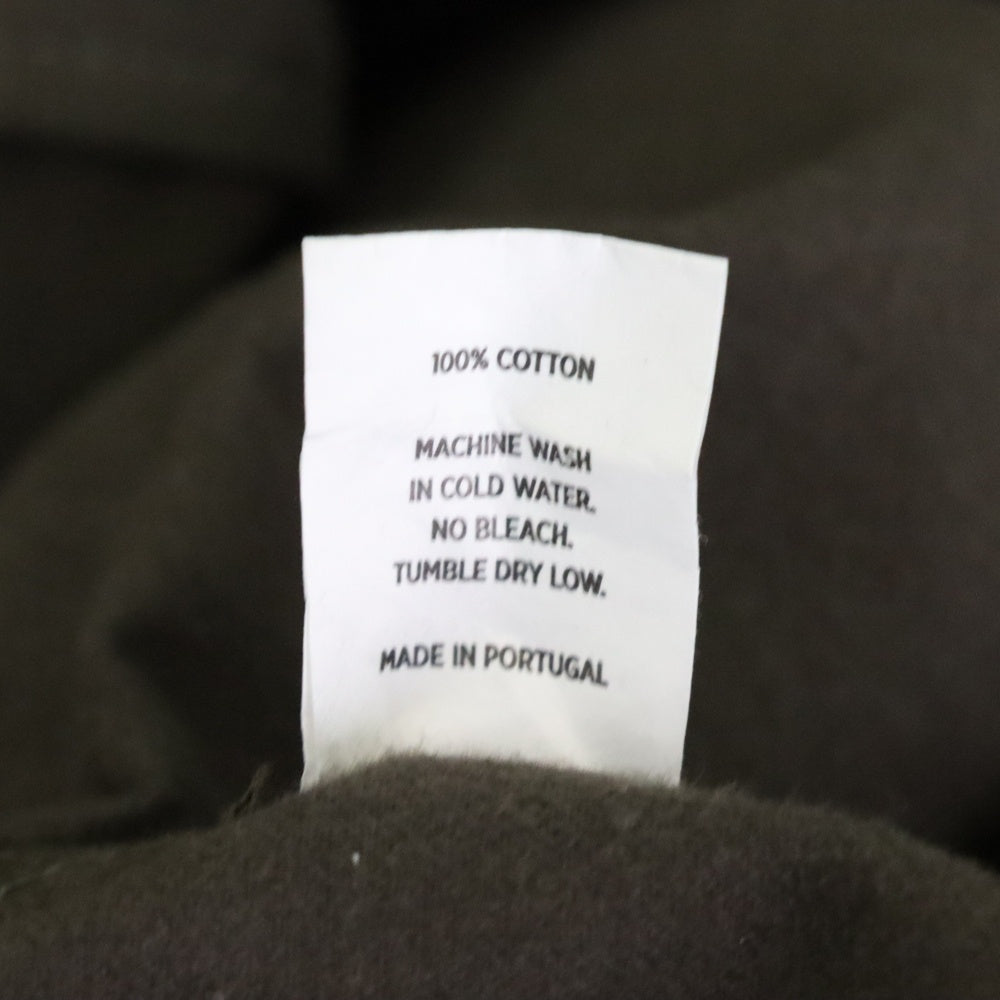 100% COTTON
MACHINE WASH
IN COLD WATER.
NO BLEACH.
TUMBLE DRY LOW.
MADE IN PORTUGAL